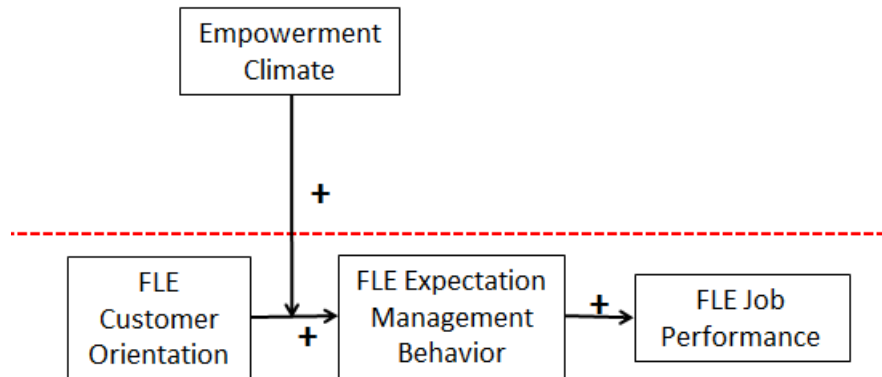 Empowerment
Climate
+
FLE
Customer
Orientation
+
FLE Expectation
Management
Behavior
+
FLE Job
Performance